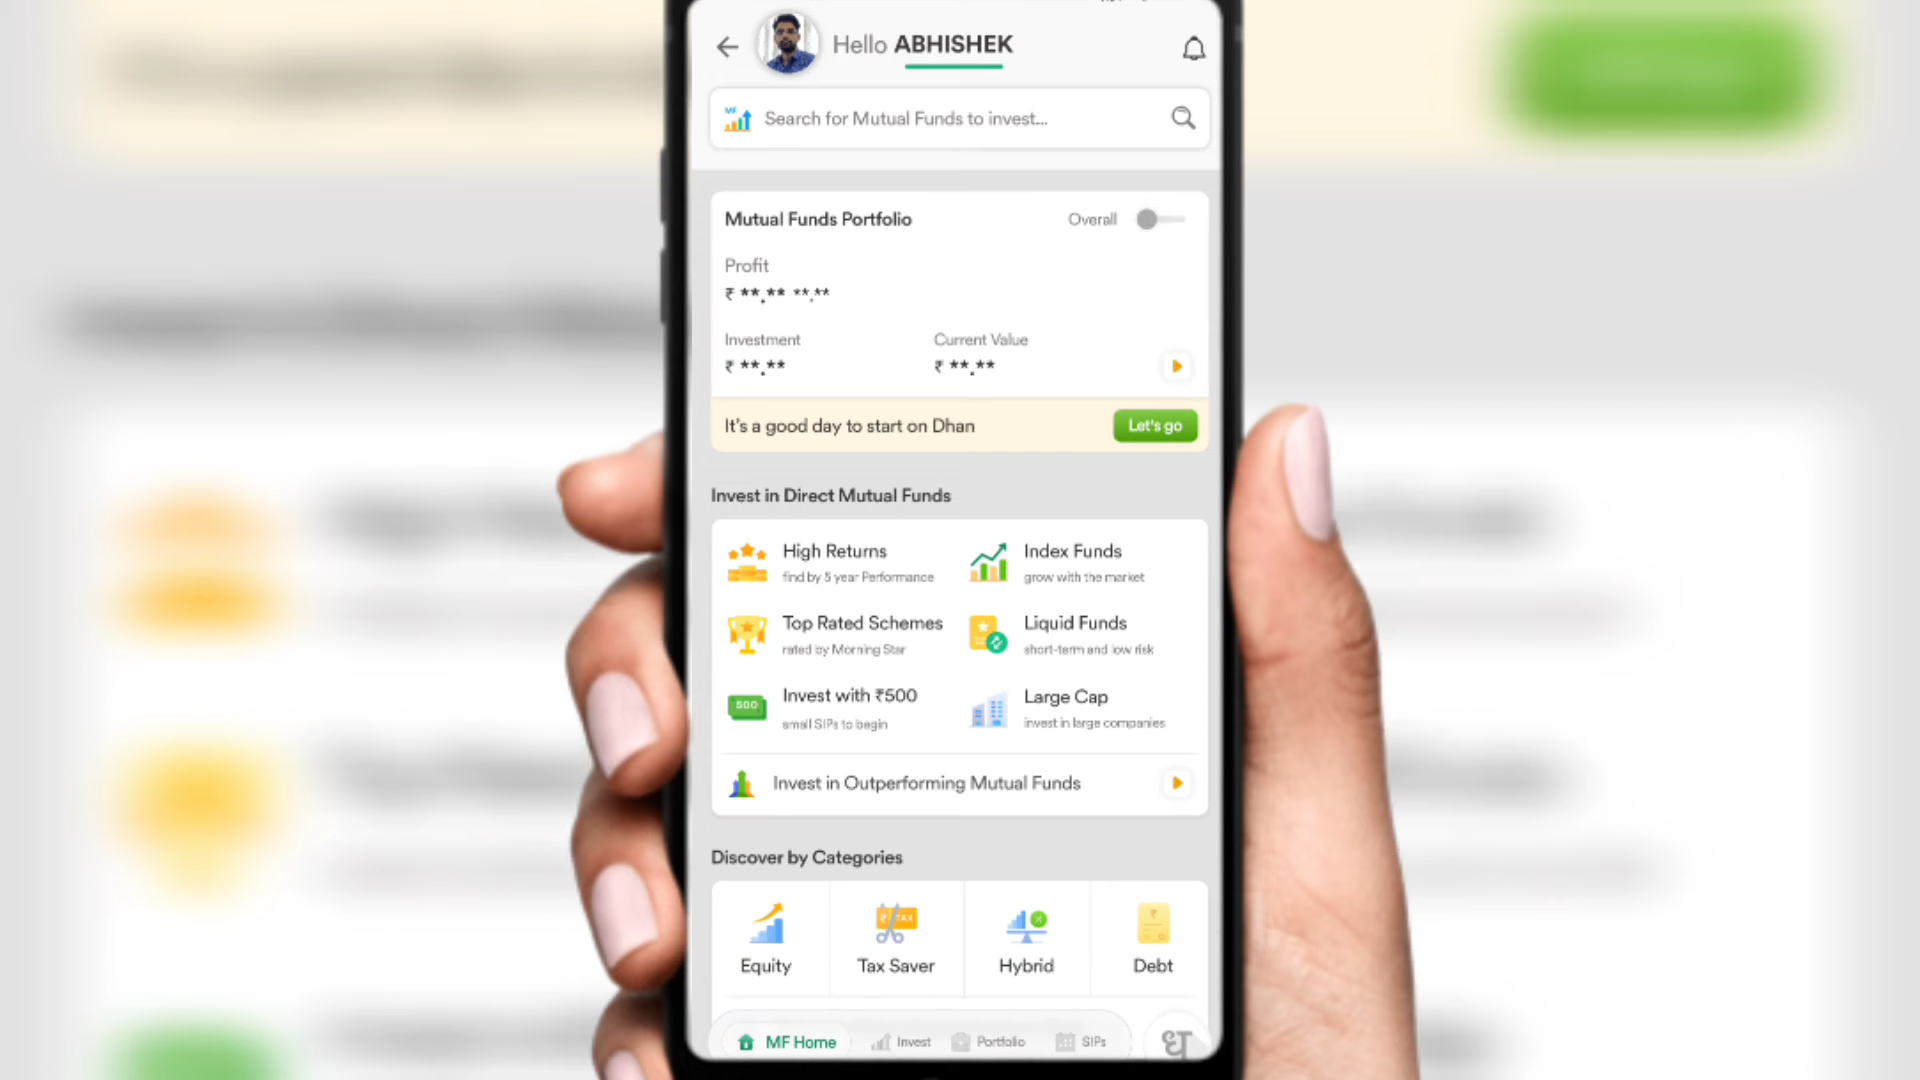 Hello ABHISHEK
MF Search for Mutual Funds to invest...
Mutual Funds Portfolio Overall
Profit
₹ **.** **.**
Investment Current Value
₹ **.** ₹ **.**
It's a good day to start on Dhan Let's go
Invest in Direct Mutual Funds
High Returns Index Funds
find by 5 year Performance grow with the market
Top Rated Schemes Liquid Funds
rated by Morning Star short-term and low risk
Invest with ₹500 Large Cap
500
small SIPs to begin invest in large companies
Invest in Outperforming Mutual Funds
Discover by Categories
₹ TAX ₹
Equity Tax Saver Hybrid Debt
MF Home Invest Portfolio SIPs ध